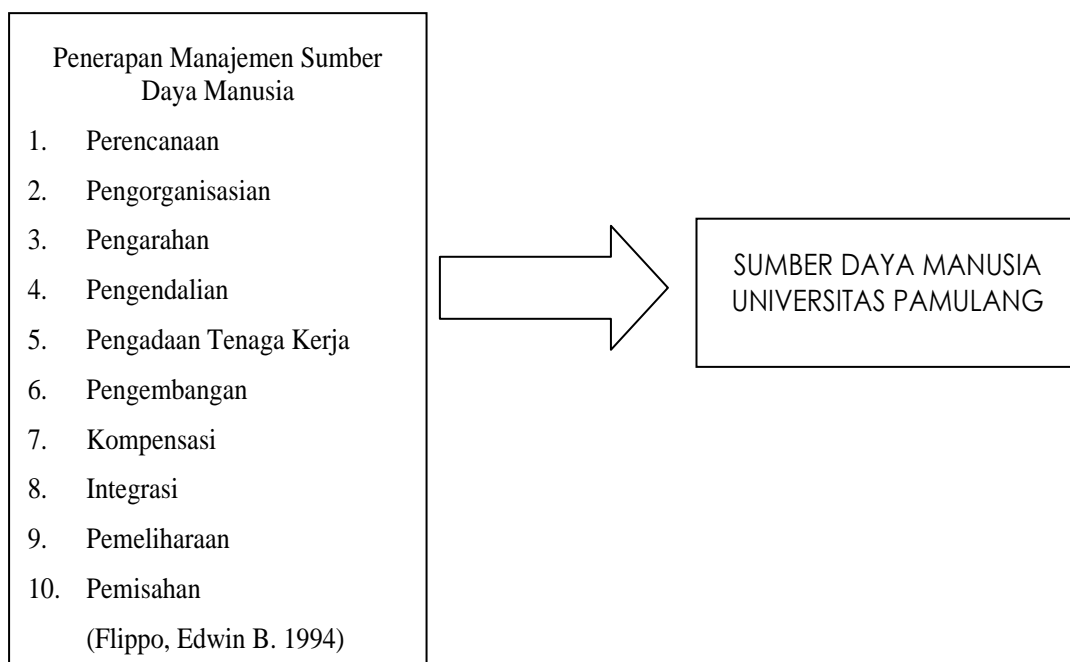 Penerapan Manajemen Sumber
Daya Manusia
1. Perencanaan
2. Pengorganisasian
3. Pengarahan
4. Pengendalian
5. Pengadaan Tenaga Kerja
6. Pengembangan
7. Kompensasi
8. Integrasi
9. Pemeliharaan
10. Pemisahan
(Flippo, Edwin B. 1994)
SUMBER DAYA MANUSIA
UNIVERSITAS PAMULANG